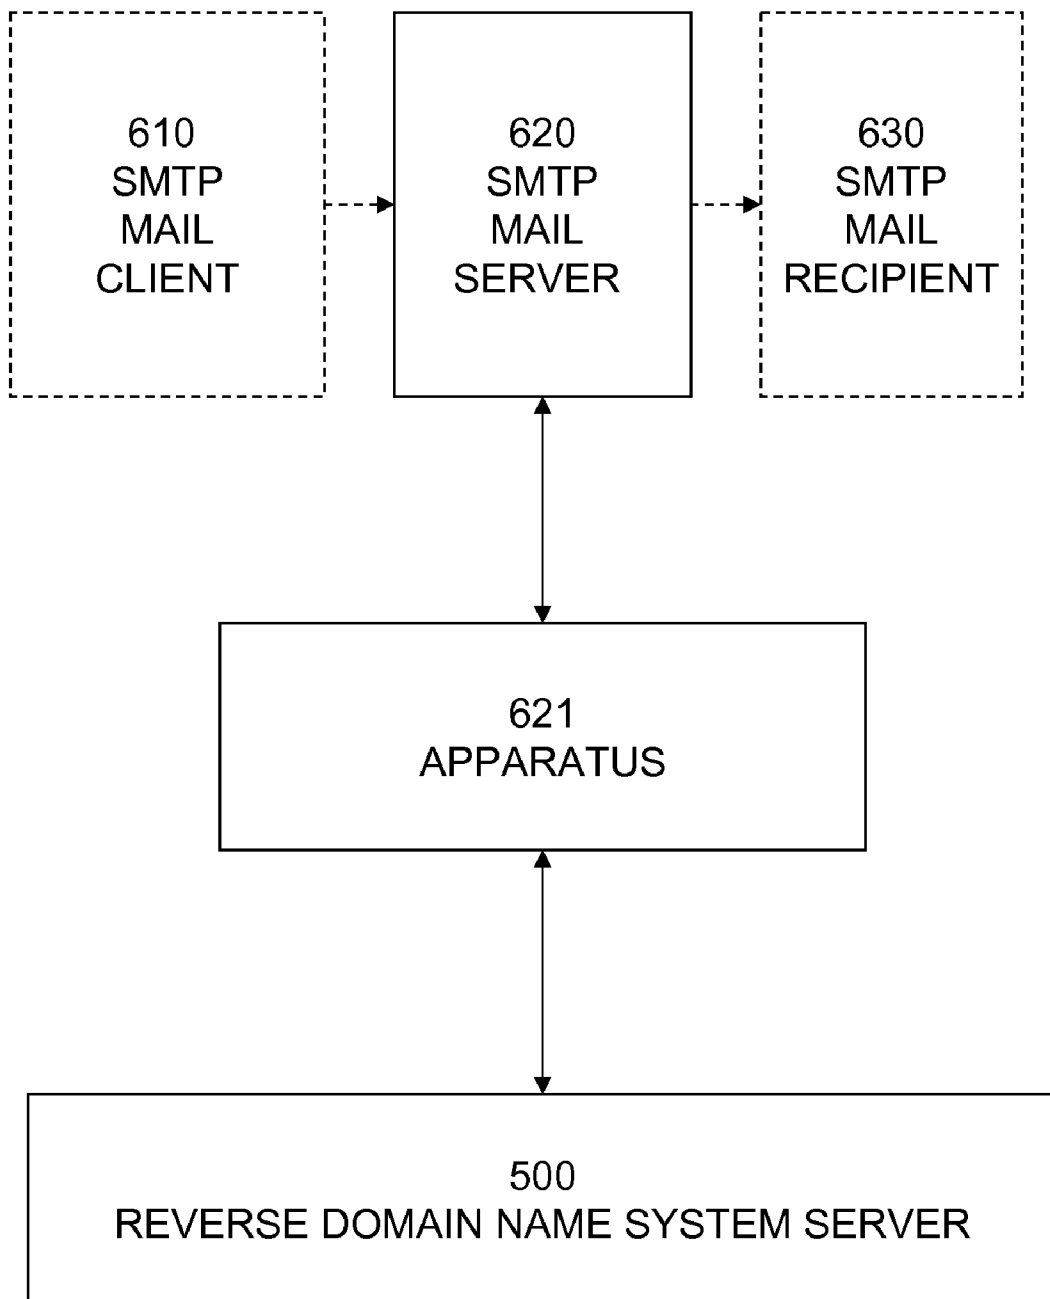 610
SMTP
MAIL
CLIENT
620
SMTP
MAIL
SERVER
630
SMTP
MAIL
RECIPIENT
621
APPARATUS
500
REVERSE DOMAIN NAME SYSTEM SERVER